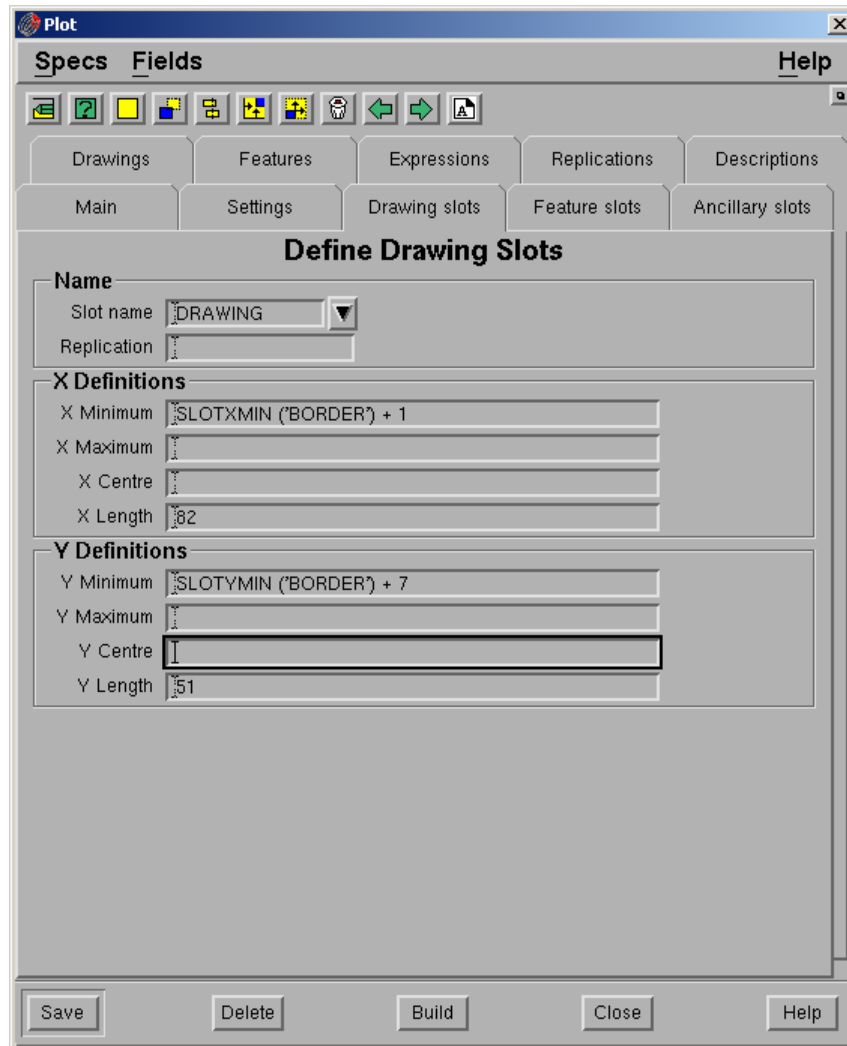 Plot
Specs Fields Help
Drawings Features Expressions Replications Descriptions
Main Settings Drawing slots Feature slots Ancillary slots
Define Drawing Slots
Name
Slot name DRAWING
Replication
X Definitions
X Minimum SLOTXMIN ('BORDER') + 1
X Maximum
X Centre
X Length 82
Y Definitions
Y Minimum SLOTYMIN ('BORDER') + 7
Y Maximum
Y Centre
Y Length 51
Save Delete Build Close Help